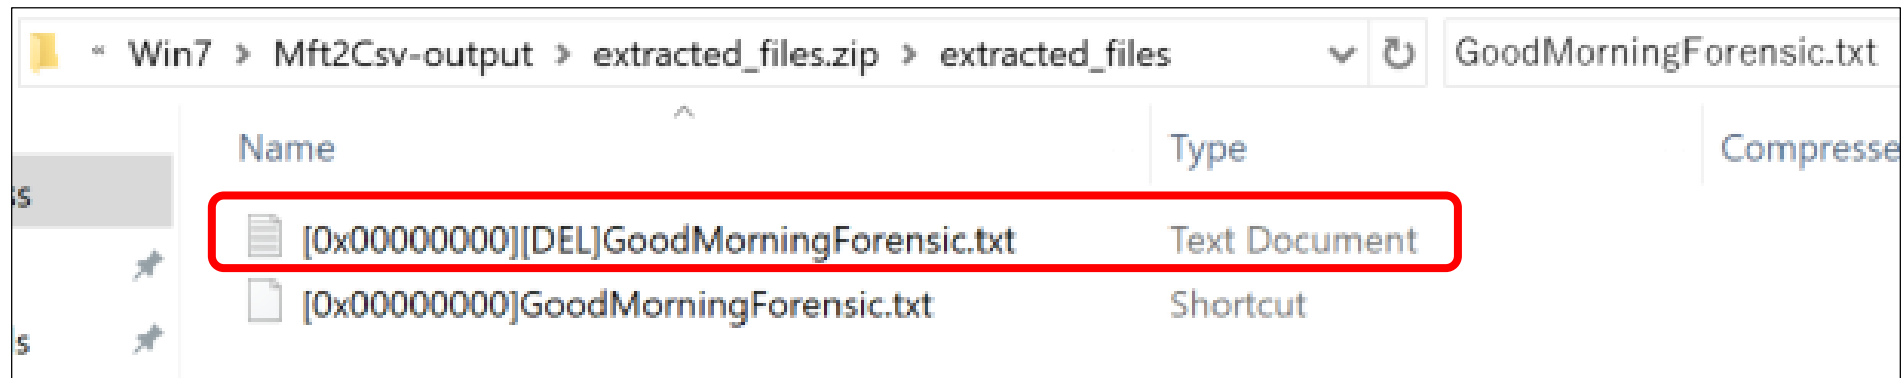 « Win7 > Mft2Csv-output > extracted_files.zip > extracted_files GoodMorningForensic.txt
Name Type Compresse
ss
[0x00000000][DEL]GoodMorningForensic.txt Text Document
[0x00000000]GoodMorningForensic.txt Shortcut
s